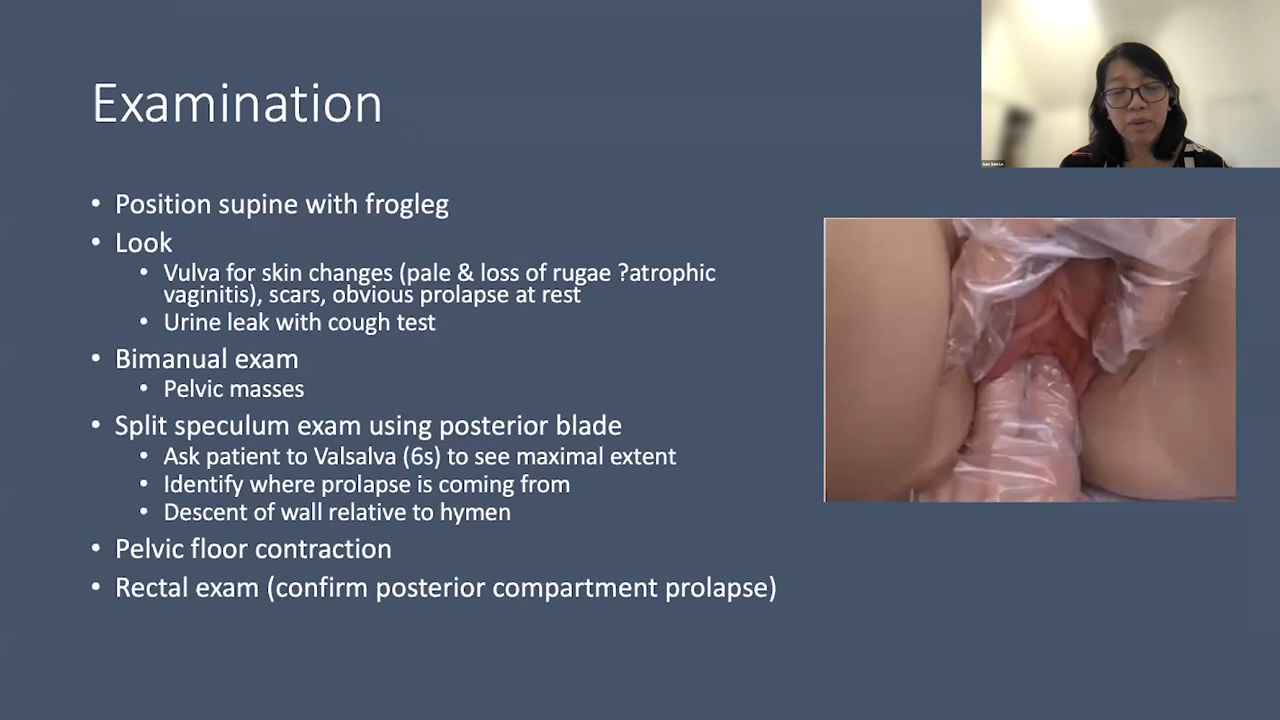 Examination
• Position supine with frogleg
• Look
• Vulva for skin changes (pale & loss of rugae ?atrophic
vaginitis), scars, obvious prolapse at rest
• Urine leak with cough test
• Bimanual exam
• Pelvic masses
• Split speculum exam using posterior blade
• Ask patient to Valsalva (6s) to see maximal extent
• Identify where prolapse is coming from
• Descent of wall relative to hymen
• Pelvic floor contraction
• Rectal exam (confirm posterior compartment prolapse)